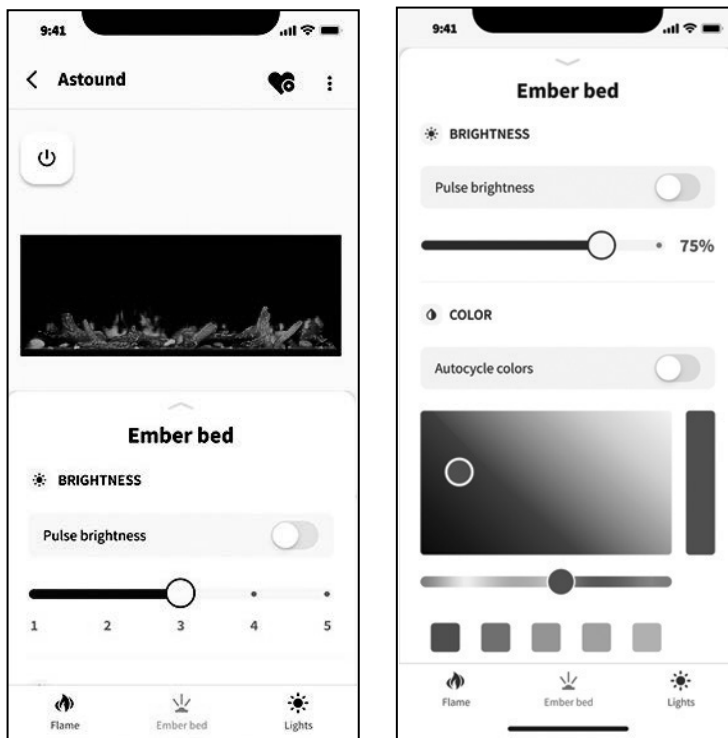 9:41
Astound
Ember bed
BRIGHTNESS
Pulse brightness
1 2 3 4 5
Flame Ember bed Lights
9:41
Ember bed
BRIGHTNESS
Pulse brightness
75%
COLOR
Autocycle colors
Flame Ember bed Lights